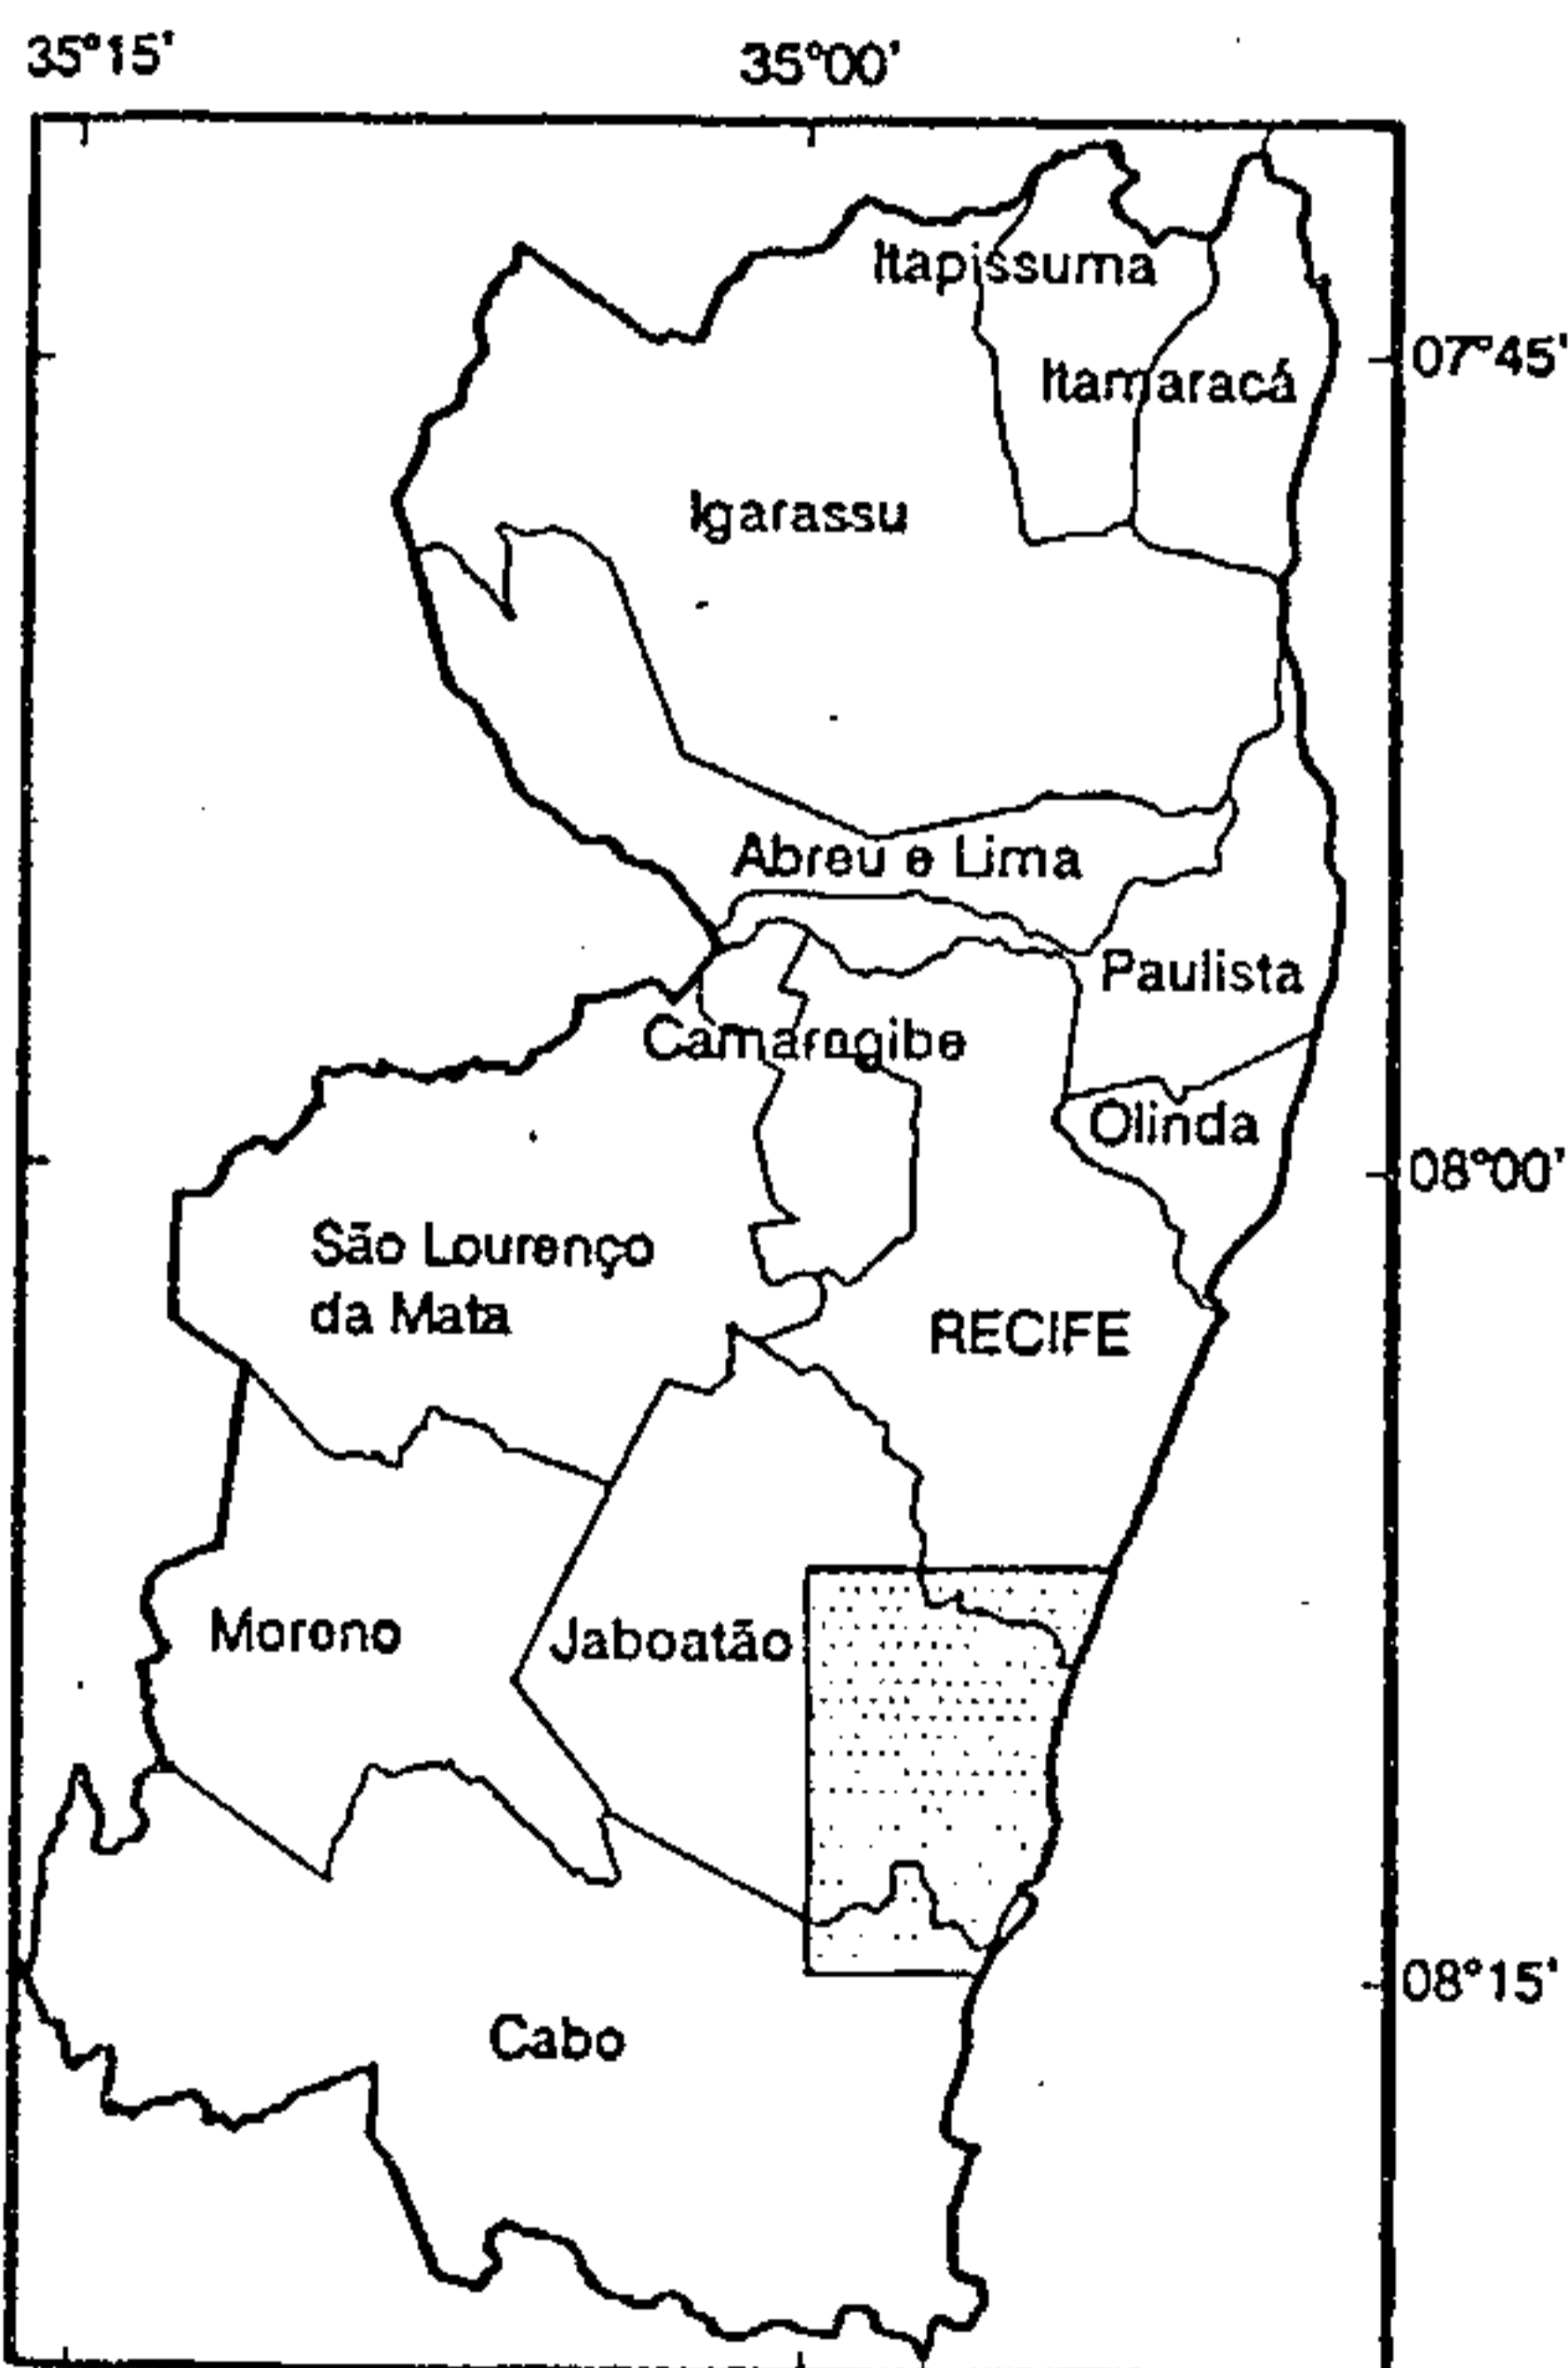 35°15'
35°00'
Itapissuma
07°45'
Itamaracá
Igarassu
Abreu e Lima
Paulista
Camaragibe
Olinda
08°00'
São Lourenço
da Mata
RECIFE
Moreno
Jaboatão
08°15'
Cabo